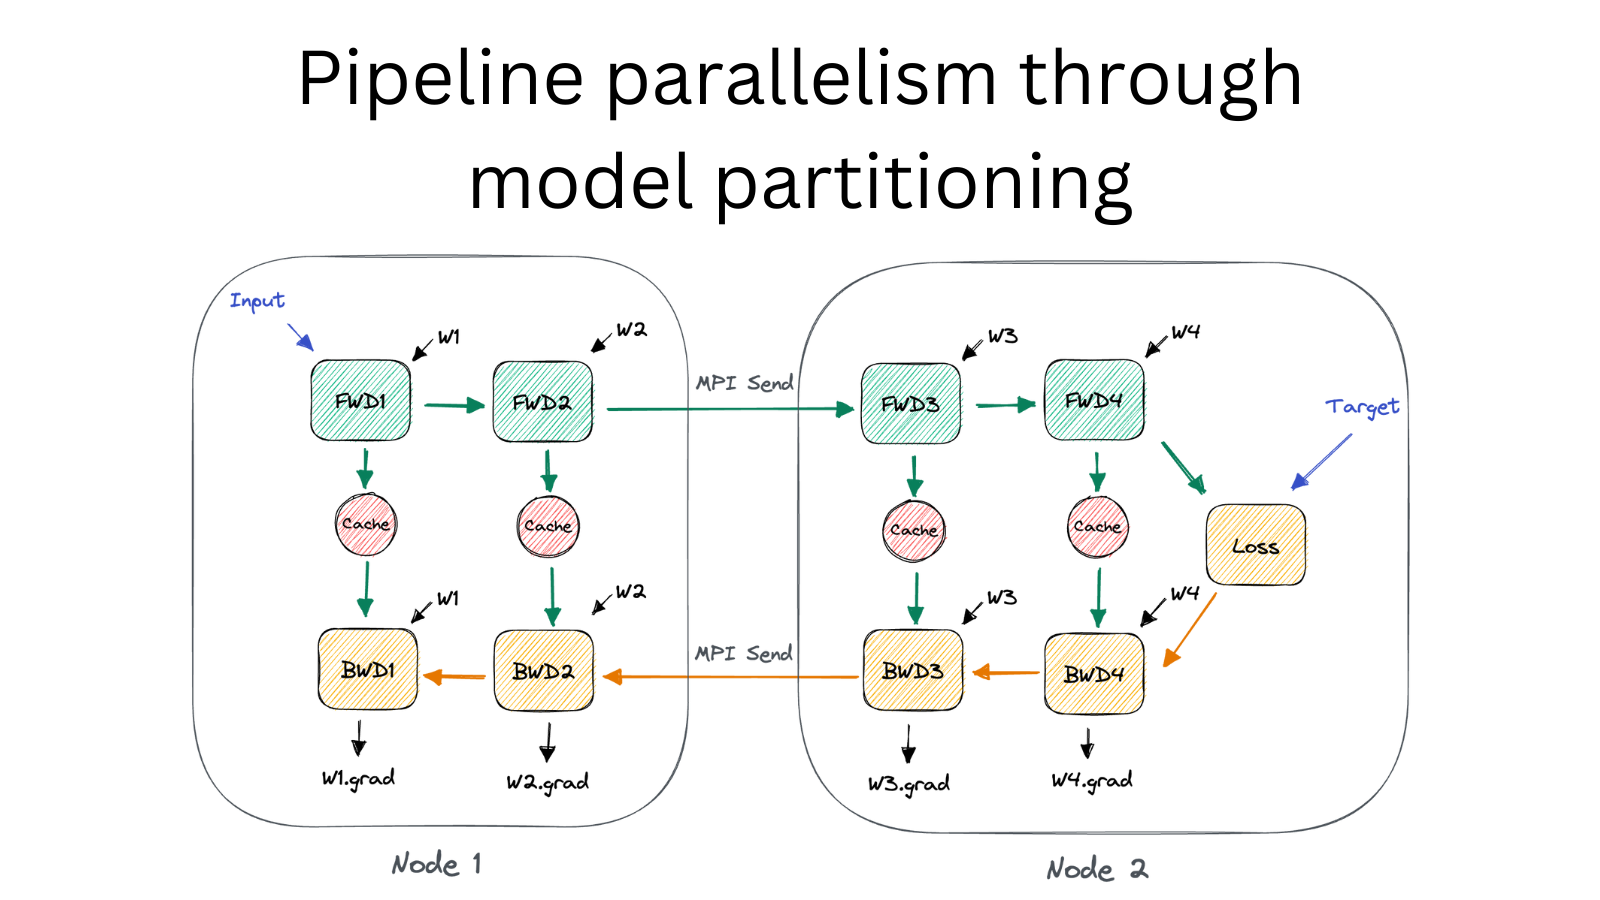 Pipeline parallelism through
model partitioning
Input
W1
W2
W3
W4
MPI Send
FWD1
FWD2
FWD3
FWD4
Target
Cache
Cache
Cache
Cache
Loss
W1
W2
W3
W4
MPI Send
BWD1
BWD2
BWD3
BWD4
W1.grad
W2.grad
W3.grad
W4.grad
Node 1
Node 2